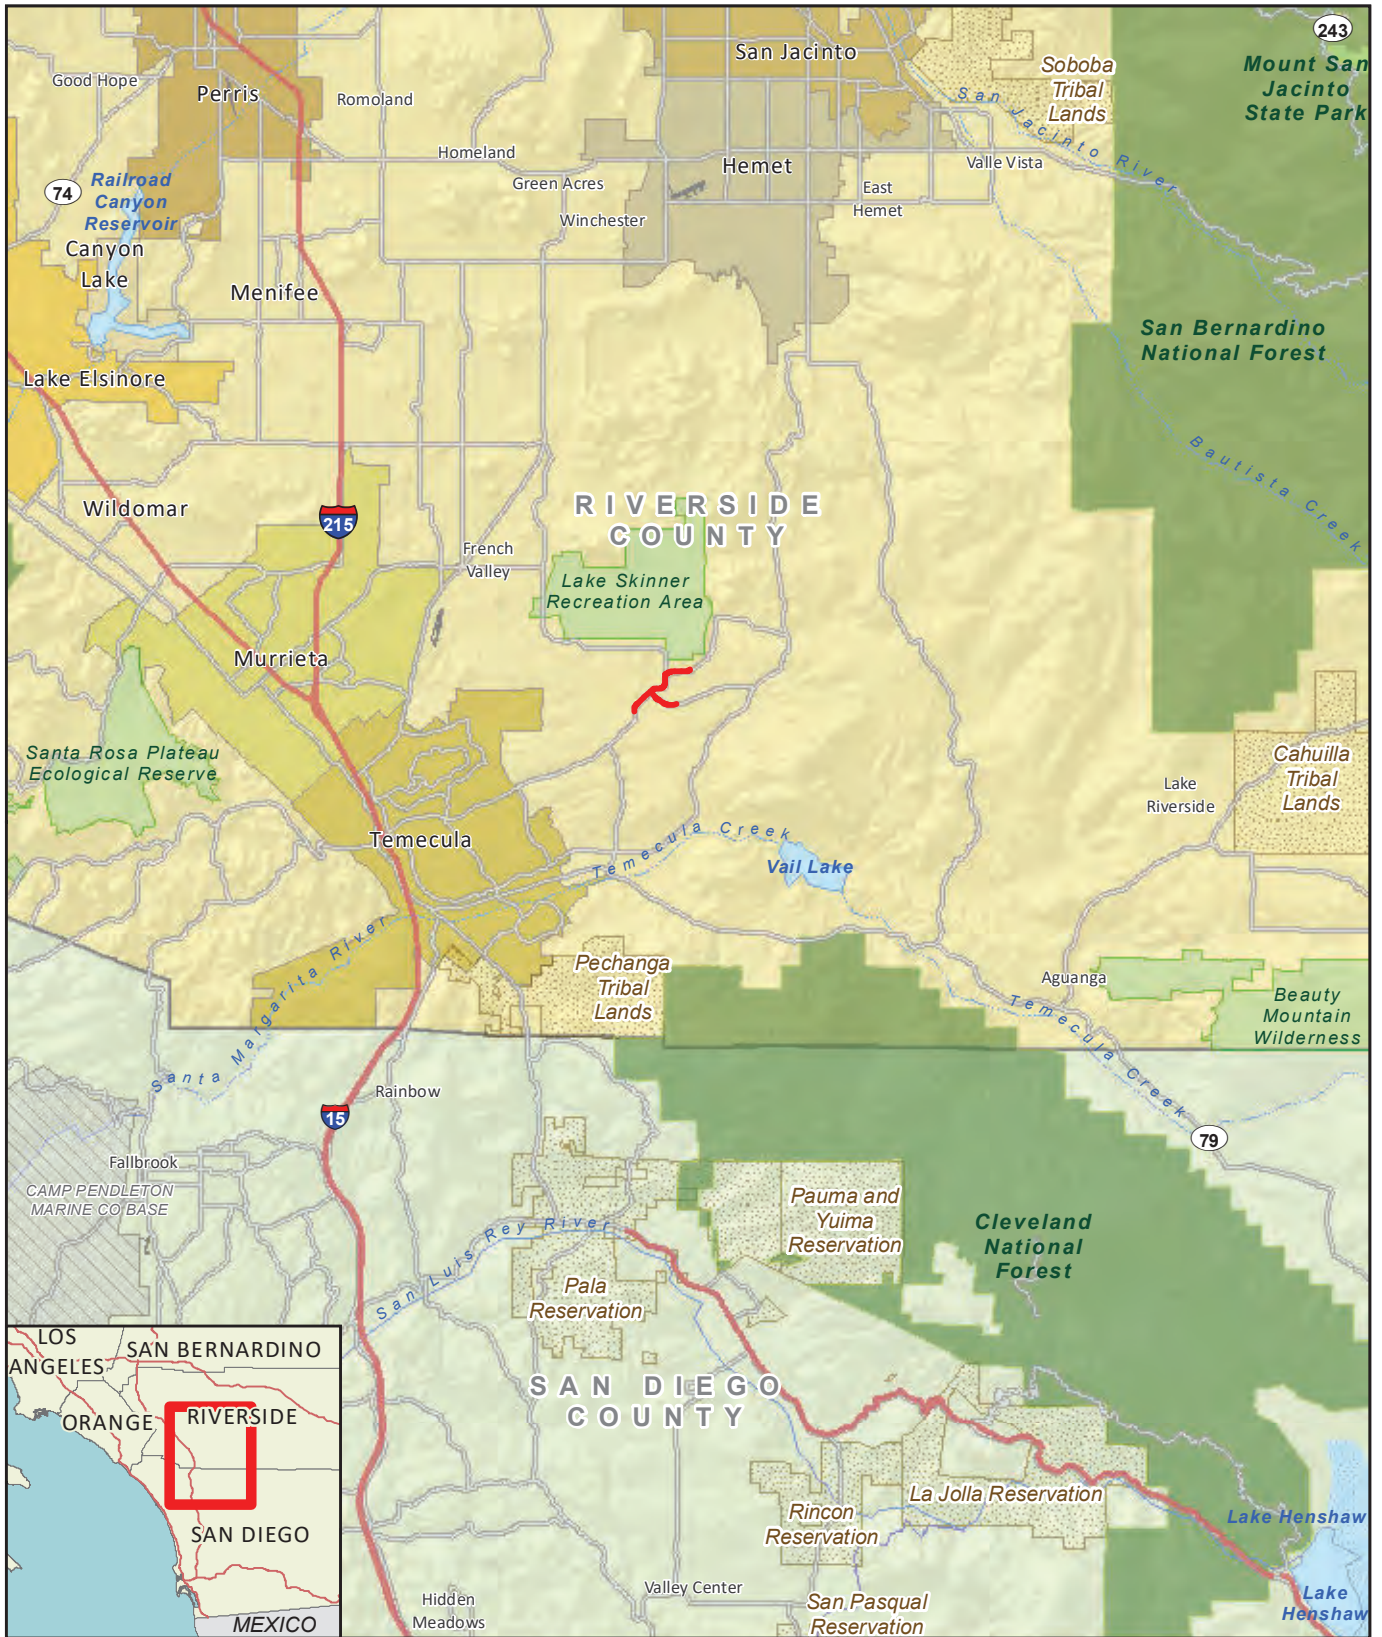 243
San Jacinto
Soboba
Tribal
Lands
Mount San
Jacinto
State Park
Good Hope
Perris
Romoland
San Jacinto River
Homeland
Hemet
Valle Vista
Green Acres
74
Railroad
Canyon
Reservoir
East
Hemet
Winchester
Canyon
Lake
Menifee
San Bernardino
National Forest
Lake Elsinore
Bautista Creek
Wildomar
RIVERSIDE
COUNTY
215
French
Valley
Lake Skinner
Recreation Area
Murrieta
Santa Rosa Plateau
Ecological Reserve
Cahuilla
Tribal
Lands
Lake
Riverside
Temecula
Temecula Creek
Vail Lake
Santa Margarita River
Pechanga
Tribal
Lands
Aguanga
Temecula Creek
Beauty
Mountain
Wilderness
Rainbow
15
79
Fallbrook
CAMP PENDLETON
MARINE CO BASE
Pauma and
Yuima
Reservation
Cleveland
National
Forest
San Luis Rey River
Pala
Reservation
SAN DIEGO
COUNTY
La Jolla Reservation
Rincon
Reservation
Lake Henshaw
Lake
Henshaw
Valley Center
Hidden
Meadows
San Pasqual
Reservation
LOS
ANGELES
SAN BERNARDINO
ORANGE
RIVERSIDE
SAN DIEGO
MEXICO